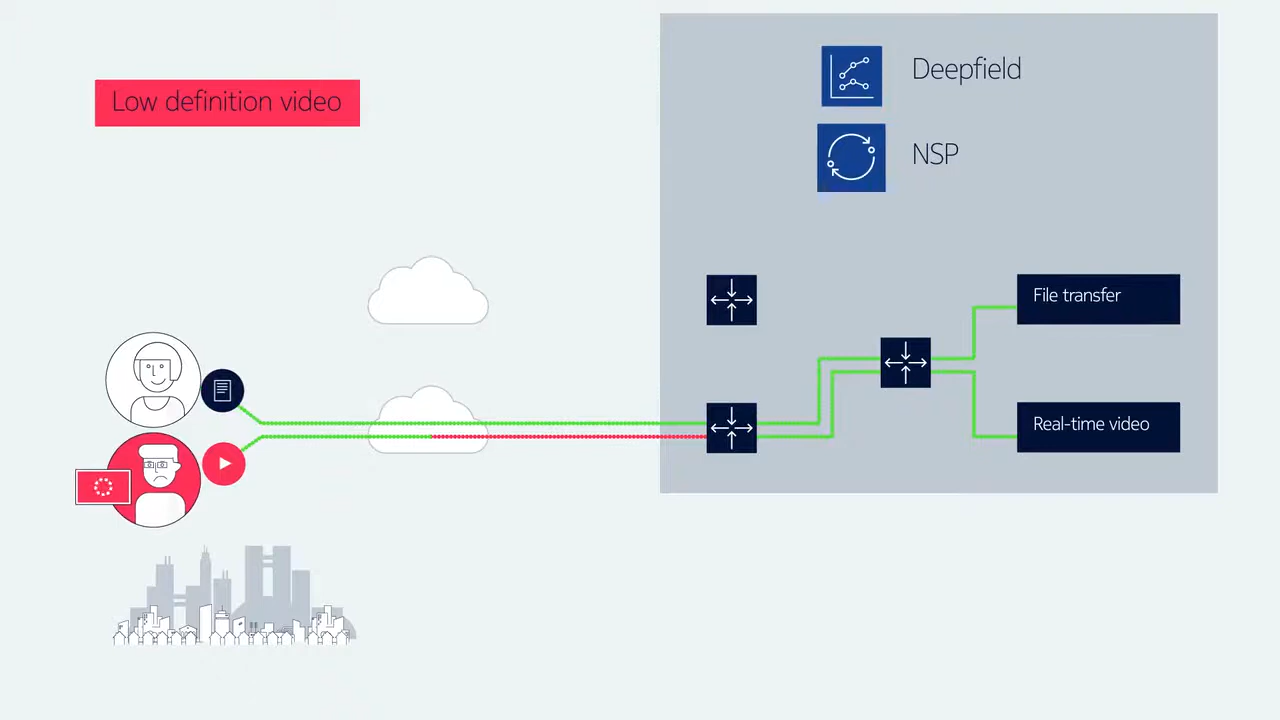 Low definition video
Deepfield
NSP
File transfer
Real-time video